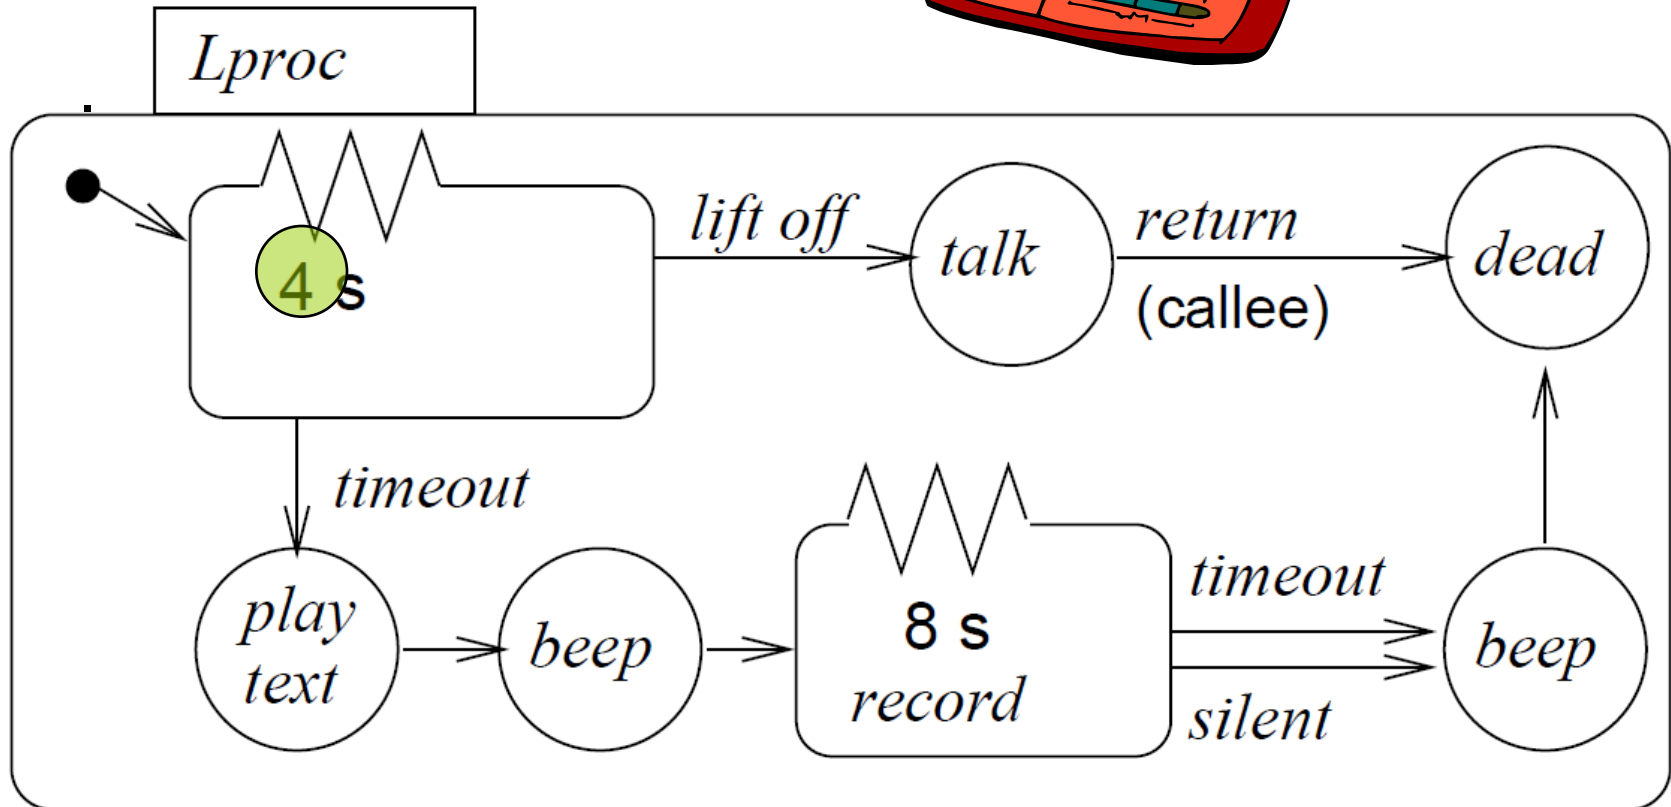 Lproc
4 s
lift off
talk
return
(callee)
dead
timeout
play
text
beep
8 s
record
timeout
silent
beep